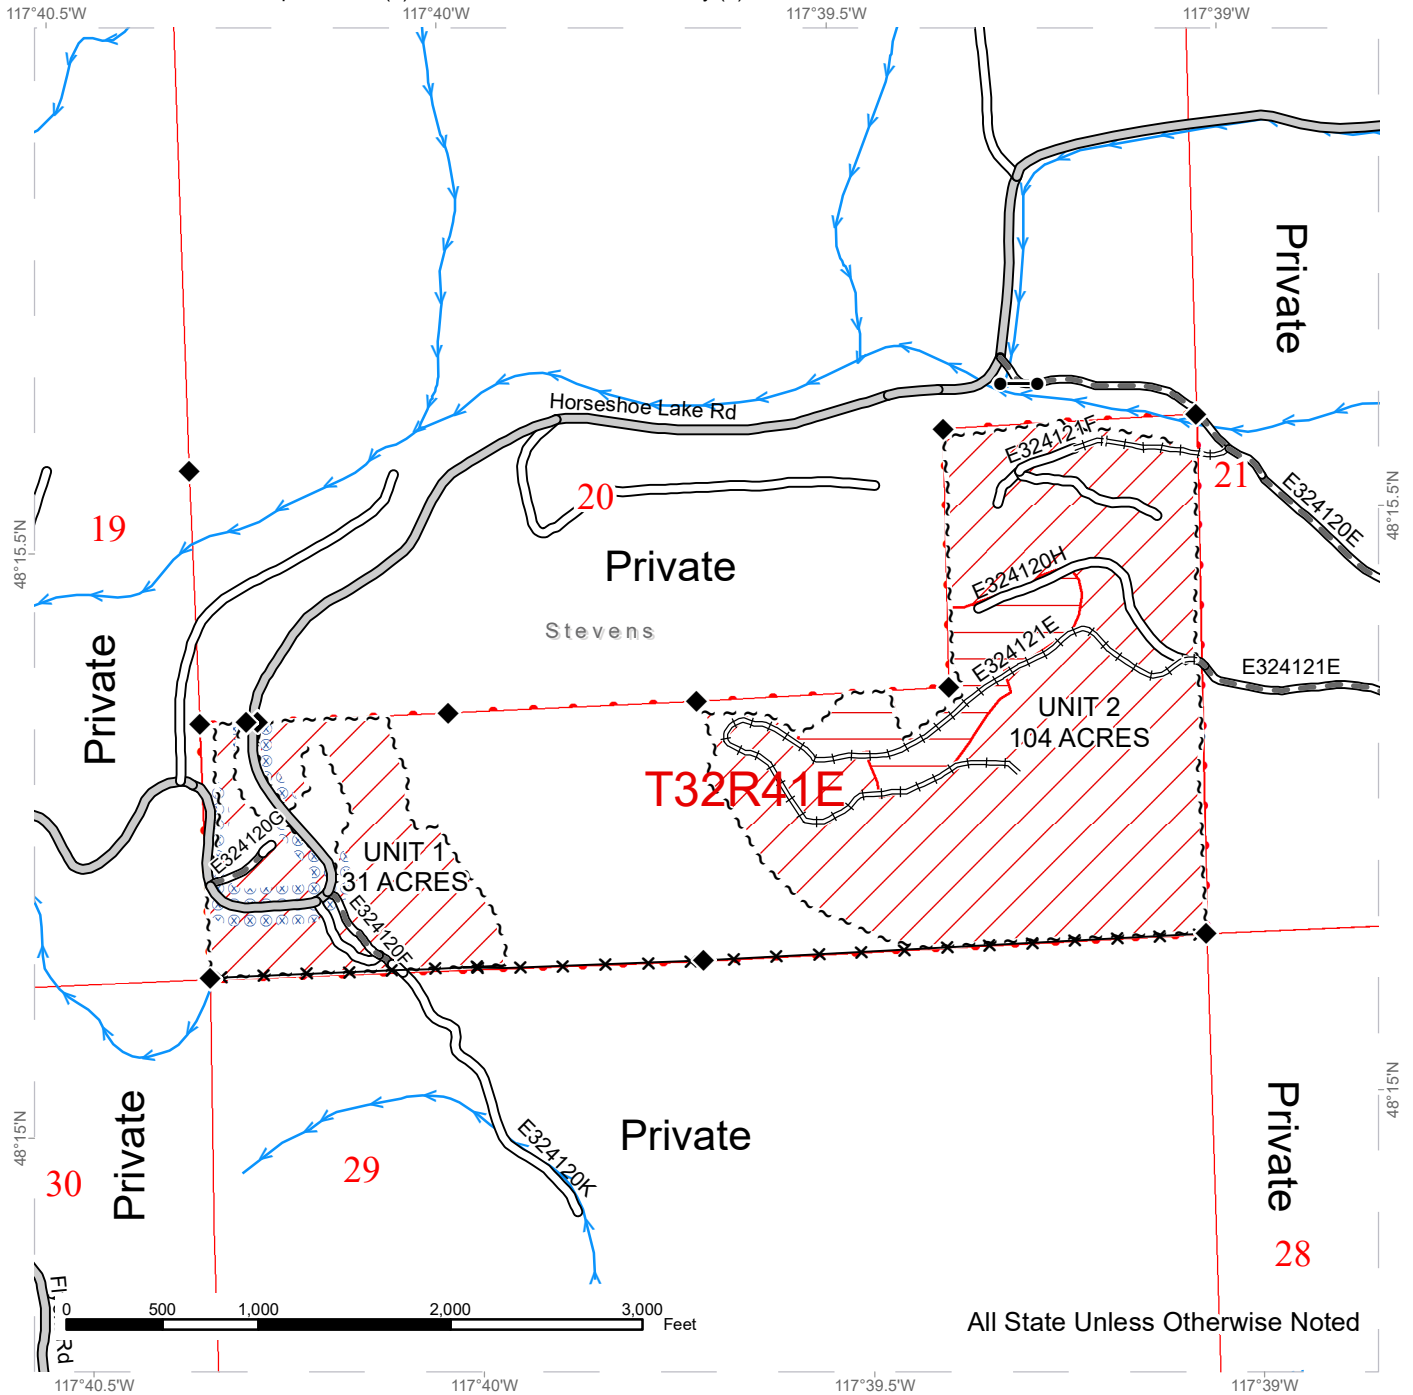 117°40.5'W
117°40'W
117°39.5'W
117°39'W
Private
Horseshoe Lake Rd
E324121F
21
20
19
E324120E
48°15.5'N
48°15.5'N
Private
E324120H
Stevens
Private
E324121E
E324121E
UNIT 2
104 ACRES
T32R41E
E324120G
UNIT 1
31 ACRES
E324120F
Private
Private
Private
E324120K
48°15'N
48°15'N
30
29
28
Rd
0
500
1,000
2,000
3,000
Feet
All State Unless Otherwise Noted
117°40.5'W
117°40'W
117°39.5'W
117°39'W